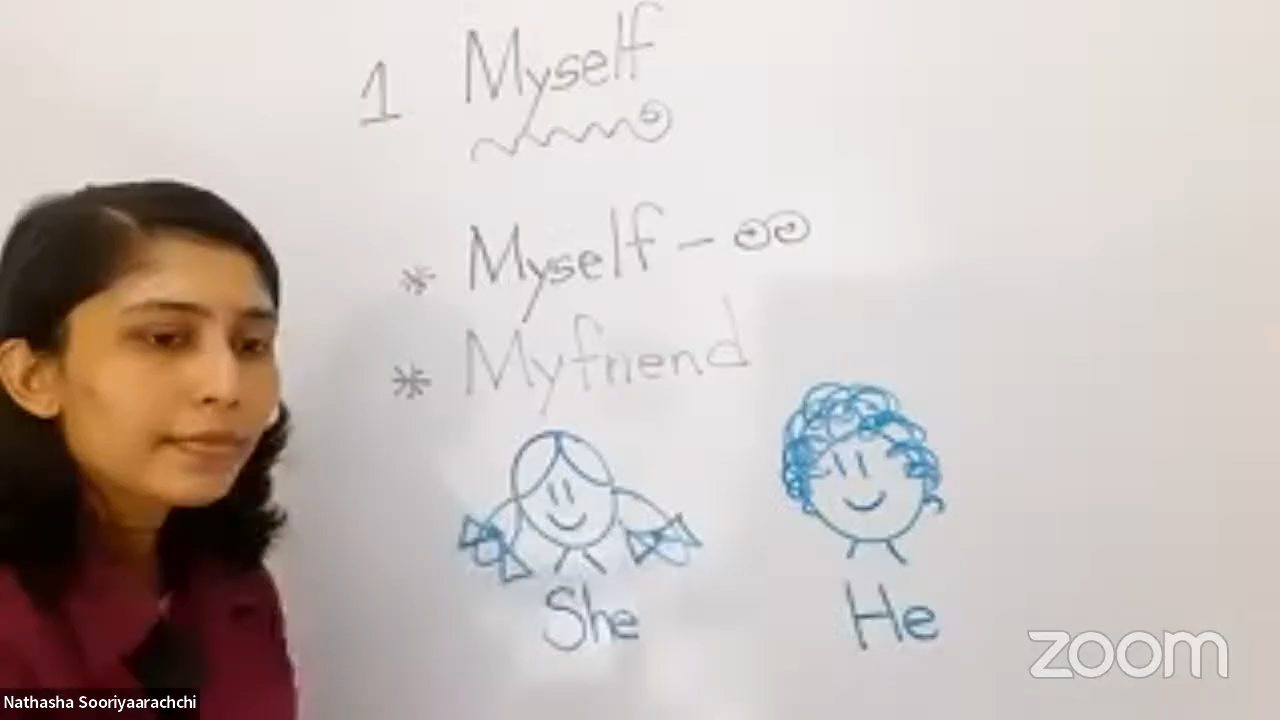 1 Myself
* Myself - මම
* Myfriend
She He
zoom
Nathasha Sooriyaarachchi